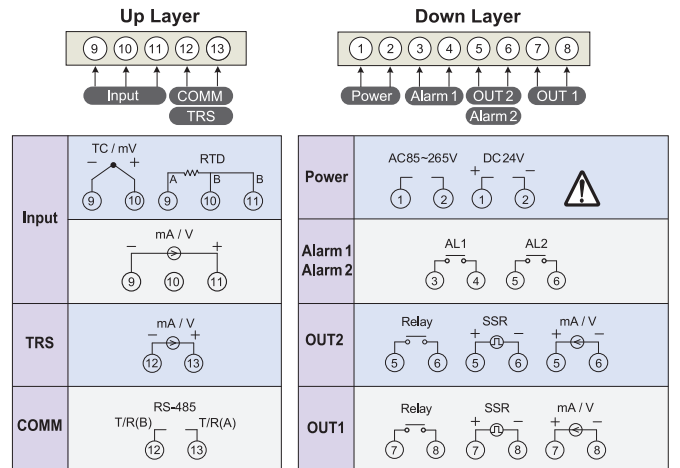 Up Layer
9 10 11 12 13
Input COMM
TRS
Down Layer
1 2 3 4 5 6 7 8
Power Alarm 1 OUT 2 OUT 1
Alarm 2
Input
TC / mV
− +
9 10
RTD
A B B
9 10 11
mA / V
− +
9 10 11
TRS
mA / V
− +
12 13
COMM
RS-485
T/R(B) T/R(A)
12 13
Power
AC85~265V
1 2
DC24V
+ −
1 2
Alarm 1
Alarm 2
AL1
3 4
AL2
5 6
OUT2
Relay
5 6
SSR
+ −
5 6
mA / V
+ −
5 6
OUT1
Relay
7 8
SSR
+ −
7 8
mA / V
+ −
7 8